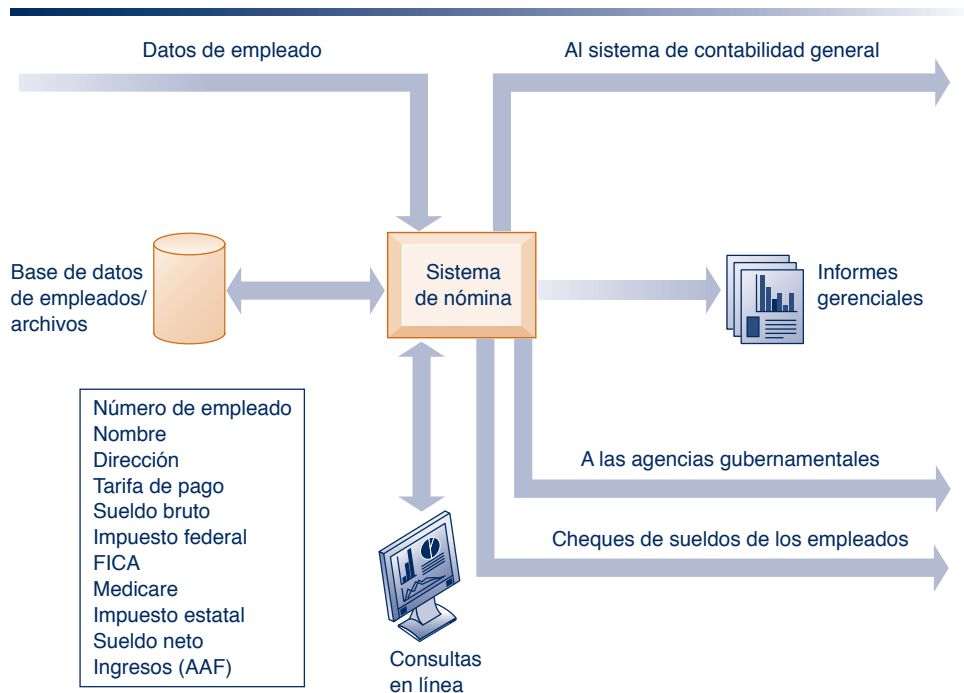 Datos de empleado
Al sistema de contabilidad general
Base de datos
de empleados/
archivos
Sistema
de nómina
Informes
gerenciales
Número de empleado
Nombre
Dirección
Tarifa de pago
Sueldo bruto
Impuesto federal
FICA
Medicare
Impuesto estatal
Sueldo neto
Ingresos (AAF)
A las agencias gubernamentales
Cheques de sueldos de los empleados
Consultas
en línea